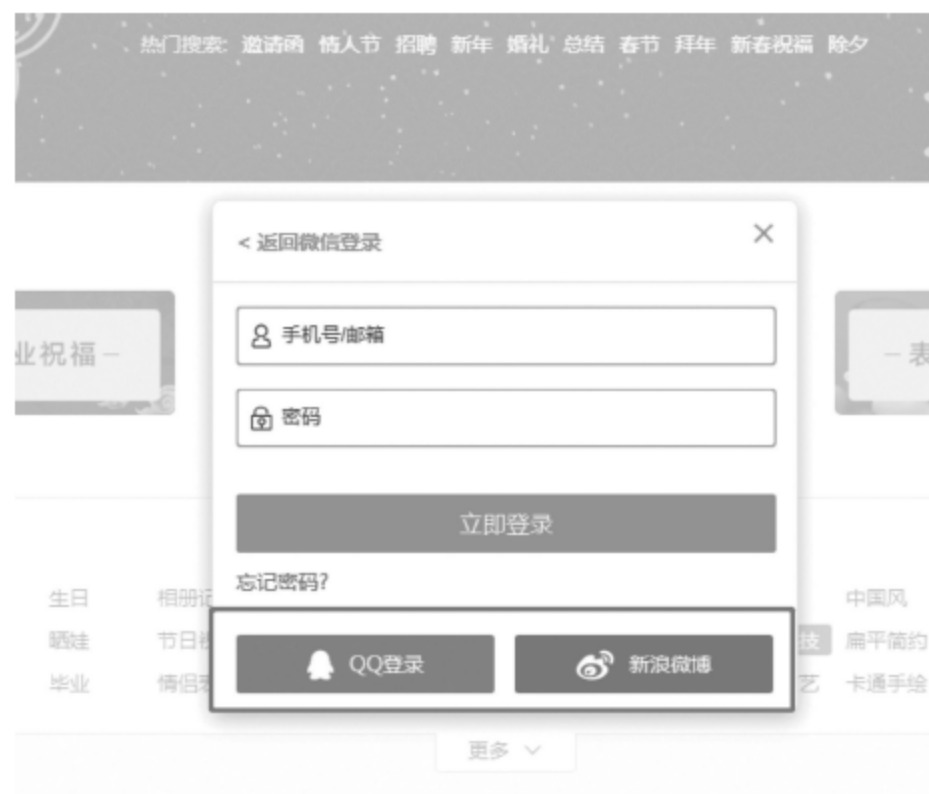 热门搜索: 邀请函 情人节 招聘 新年 婚礼 总结 春节 拜年 新春祝福 除夕
< 返回微信登录
手机号/邮箱
业祝福 –
– 表
密码
立即登录
忘记密码?
生日 相册 中国风
晒娃 节日 技 扁平简约
毕业 情侣 艺 卡通手绘
QQ登录 新浪微博
更多